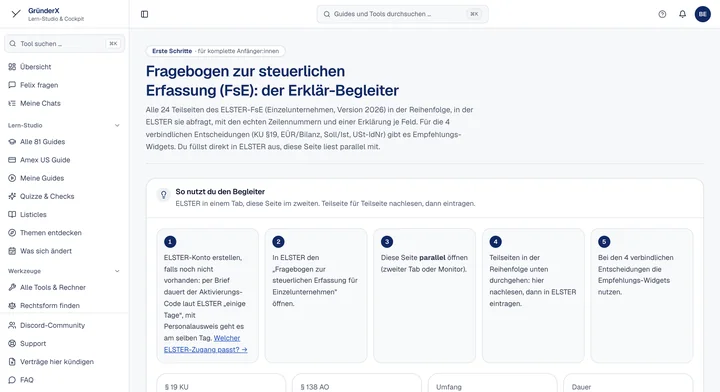 GründerX
Lern-Studio & Cockpit
Guides und Tools durchsuchen ...
⌘K
BE
Tool suchen ...
⌘K
Übersicht
Felix fragen
Meine Chats
Lern-Studio
Alle 81 Guides
Amex US Guide
Meine Guides
Quizze & Checks
Listicles
Themen entdecken
Was sich ändert
Werkzeuge
Alle Tools & Rechner
Rechtsform finden
Discord-Community
Support
Verträge hier kündigen
FAQ
Erste Schritte · für komplette Anfänger:innen
Fragebogen zur steuerlichen
Erfassung (FsE): der Erklär-Begleiter
Alle 24 Teilseiten des ELSTER-FsE (Einzelunternehmen, Version 2026) in der Reihenfolge, in der
ELSTER sie abfragt, mit den echten Zeilennummern und einer Erklärung je Feld. Für die 4
verbindlichen Entscheidungen (KU §19, EÜR/Bilanz, Soll/Ist, USt-IdNr) gibt es Empfehlungs-
Widgets. Du füllst direkt in ELSTER aus, diese Seite liest parallel mit.
So nutzt du den Begleiter
ELSTER in einem Tab, diese Seite im zweiten. Teilseite für Teilseite nachlesen, dann eintragen.
1
ELSTER-Konto erstellen,
falls noch nicht
vorhanden: per Brief
dauert der Aktivierungs-
Code laut ELSTER „einige
Tage“, mit
Personalausweis geht es
am selben Tag. Welcher
ELSTER-Zugang passt? →
2
In ELSTER den
„Fragebogen zur
steuerlichen Erfassung für
Einzelunternehmen“
öffnen.
3
Diese Seite parallel öffnen
(zweiter Tab oder Monitor).
4
Teilseiten in der
Reihenfolge unten
durchgehen: hier
nachlesen, dann in ELSTER
eintragen.
5
Bei den 4 verbindlichen
Entscheidungen die
Empfehlungs-Widgets
nutzen.
§ 19 KU
§ 138 AO
Umfang
Dauer